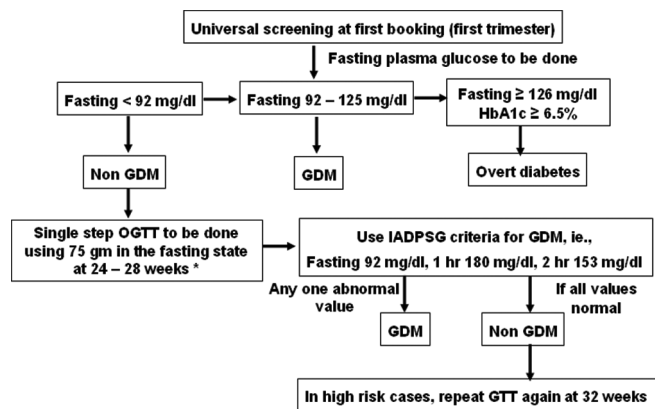 Universal screening at first booking (first trimester)
Fasting plasma glucose to be done
Fasting < 92 mg/dl
Fasting 92 – 125 mg/dl
Fasting ≥ 126 mg/dl
HbA1c ≥ 6.5%
Non GDM
GDM
Overt diabetes
Single step OGTT to be done
using 75 gm in the fasting state
at 24 – 28 weeks *
Use IADPSG criteria for GDM, ie.,
Fasting 92 mg/dl, 1 hr 180 mg/dl, 2 hr 153 mg/dl
Any one abnormal
value
If all values
normal
GDM
Non GDM
In high risk cases, repeat GTT again at 32 weeks